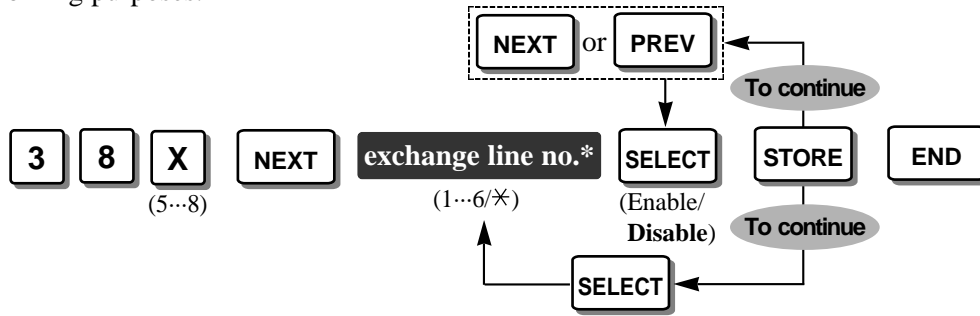 purposes.
NEXT or PREV
To continue
3 8 X NEXT exchange line no.* SELECT STORE END
(5···8) (1···6/✳) (Enable/
Disable)
To continue
SELECT